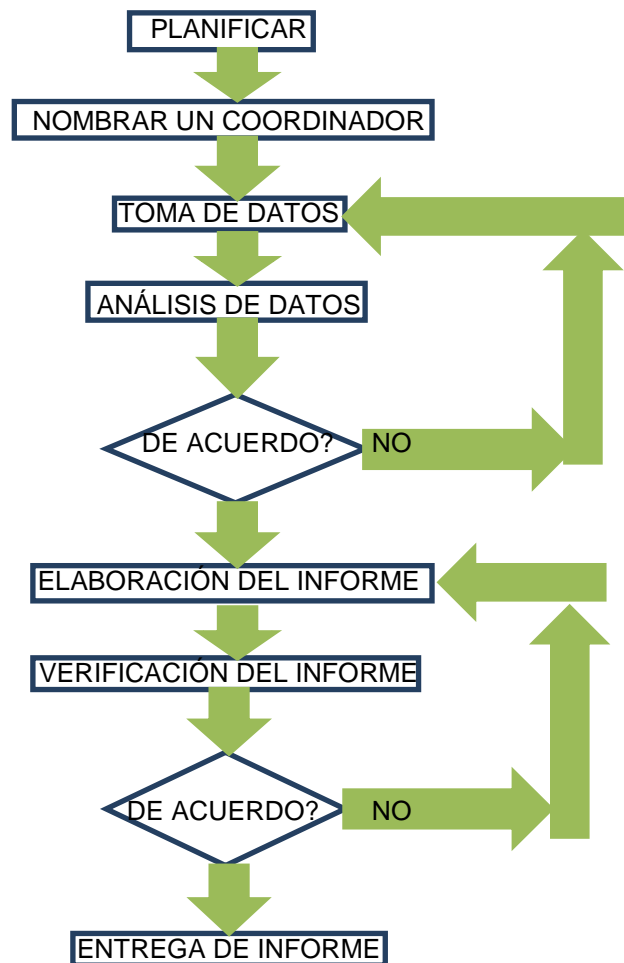 PLANIFICAR
NOMBRAR UN COORDINADOR
TOMA DE DATOS
ANÁLISIS DE DATOS
DE ACUERDO? NO
ELABORACIÓN DEL INFORME
VERIFICACIÓN DEL INFORME
DE ACUERDO? NO
ENTREGA DE INFORME